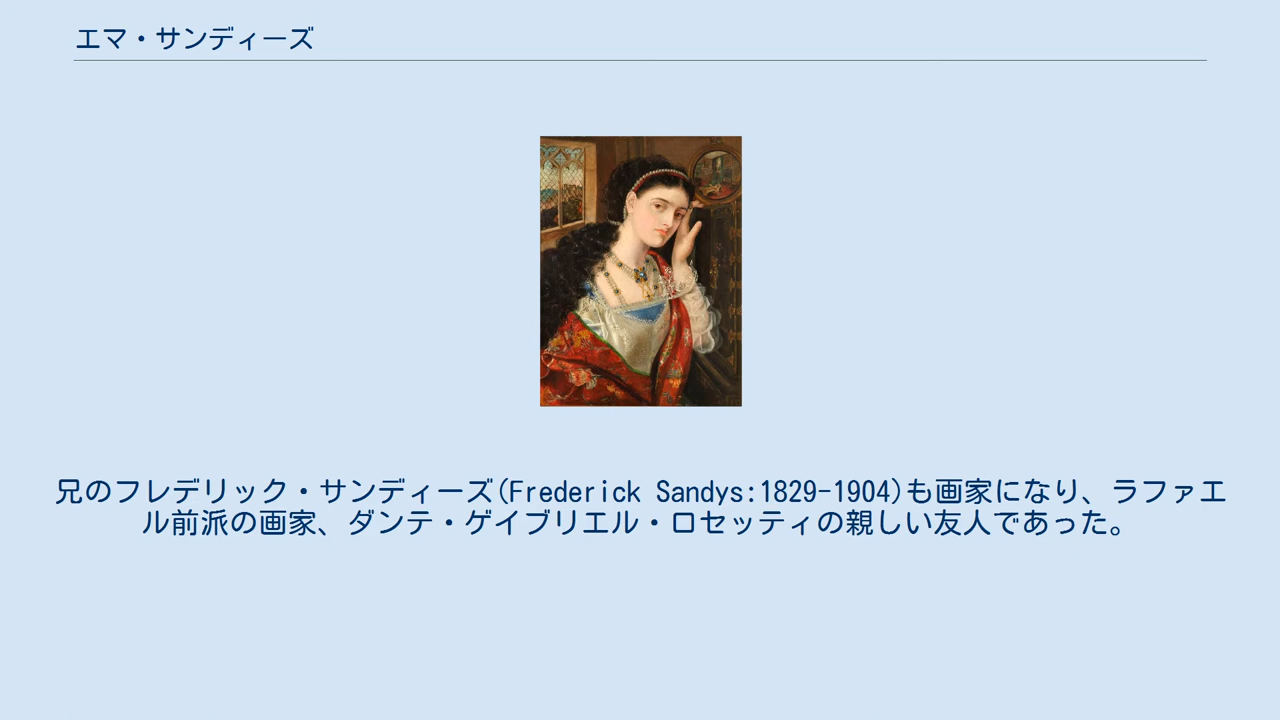 エマ・サンディーズ
兄のフレデリック・サンディーズ(Frederick Sandys:1829-1904)も画家になり、ラファエ
ル前派の画家、ダンテ・ゲイブリエル・ロセッティの親しい友人であった。